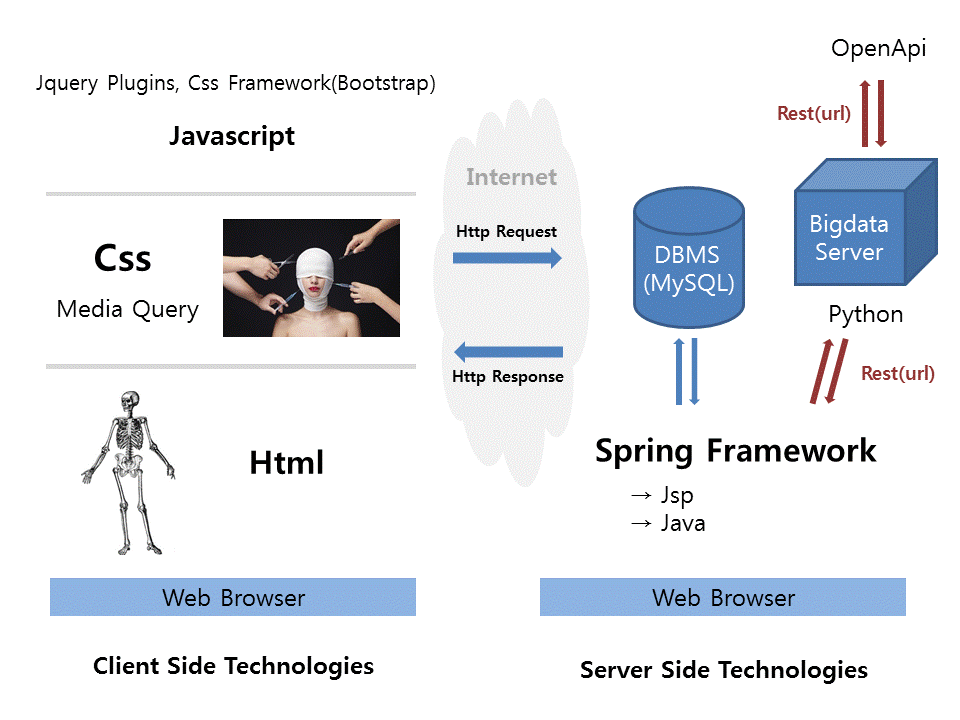 Jquery Plugins, Css Framework(Bootstrap)
Javascript
Css
Media Query
Html
Web Browser
Client Side Technologies
Internet
Http Request
Http Response
OpenApi
Rest(url)
Bigdata
Server
DBMS
(MySQL)
Python
Rest(url)
Spring Framework
→ Jsp
→ Java
Web Browser
Server Side Technologies